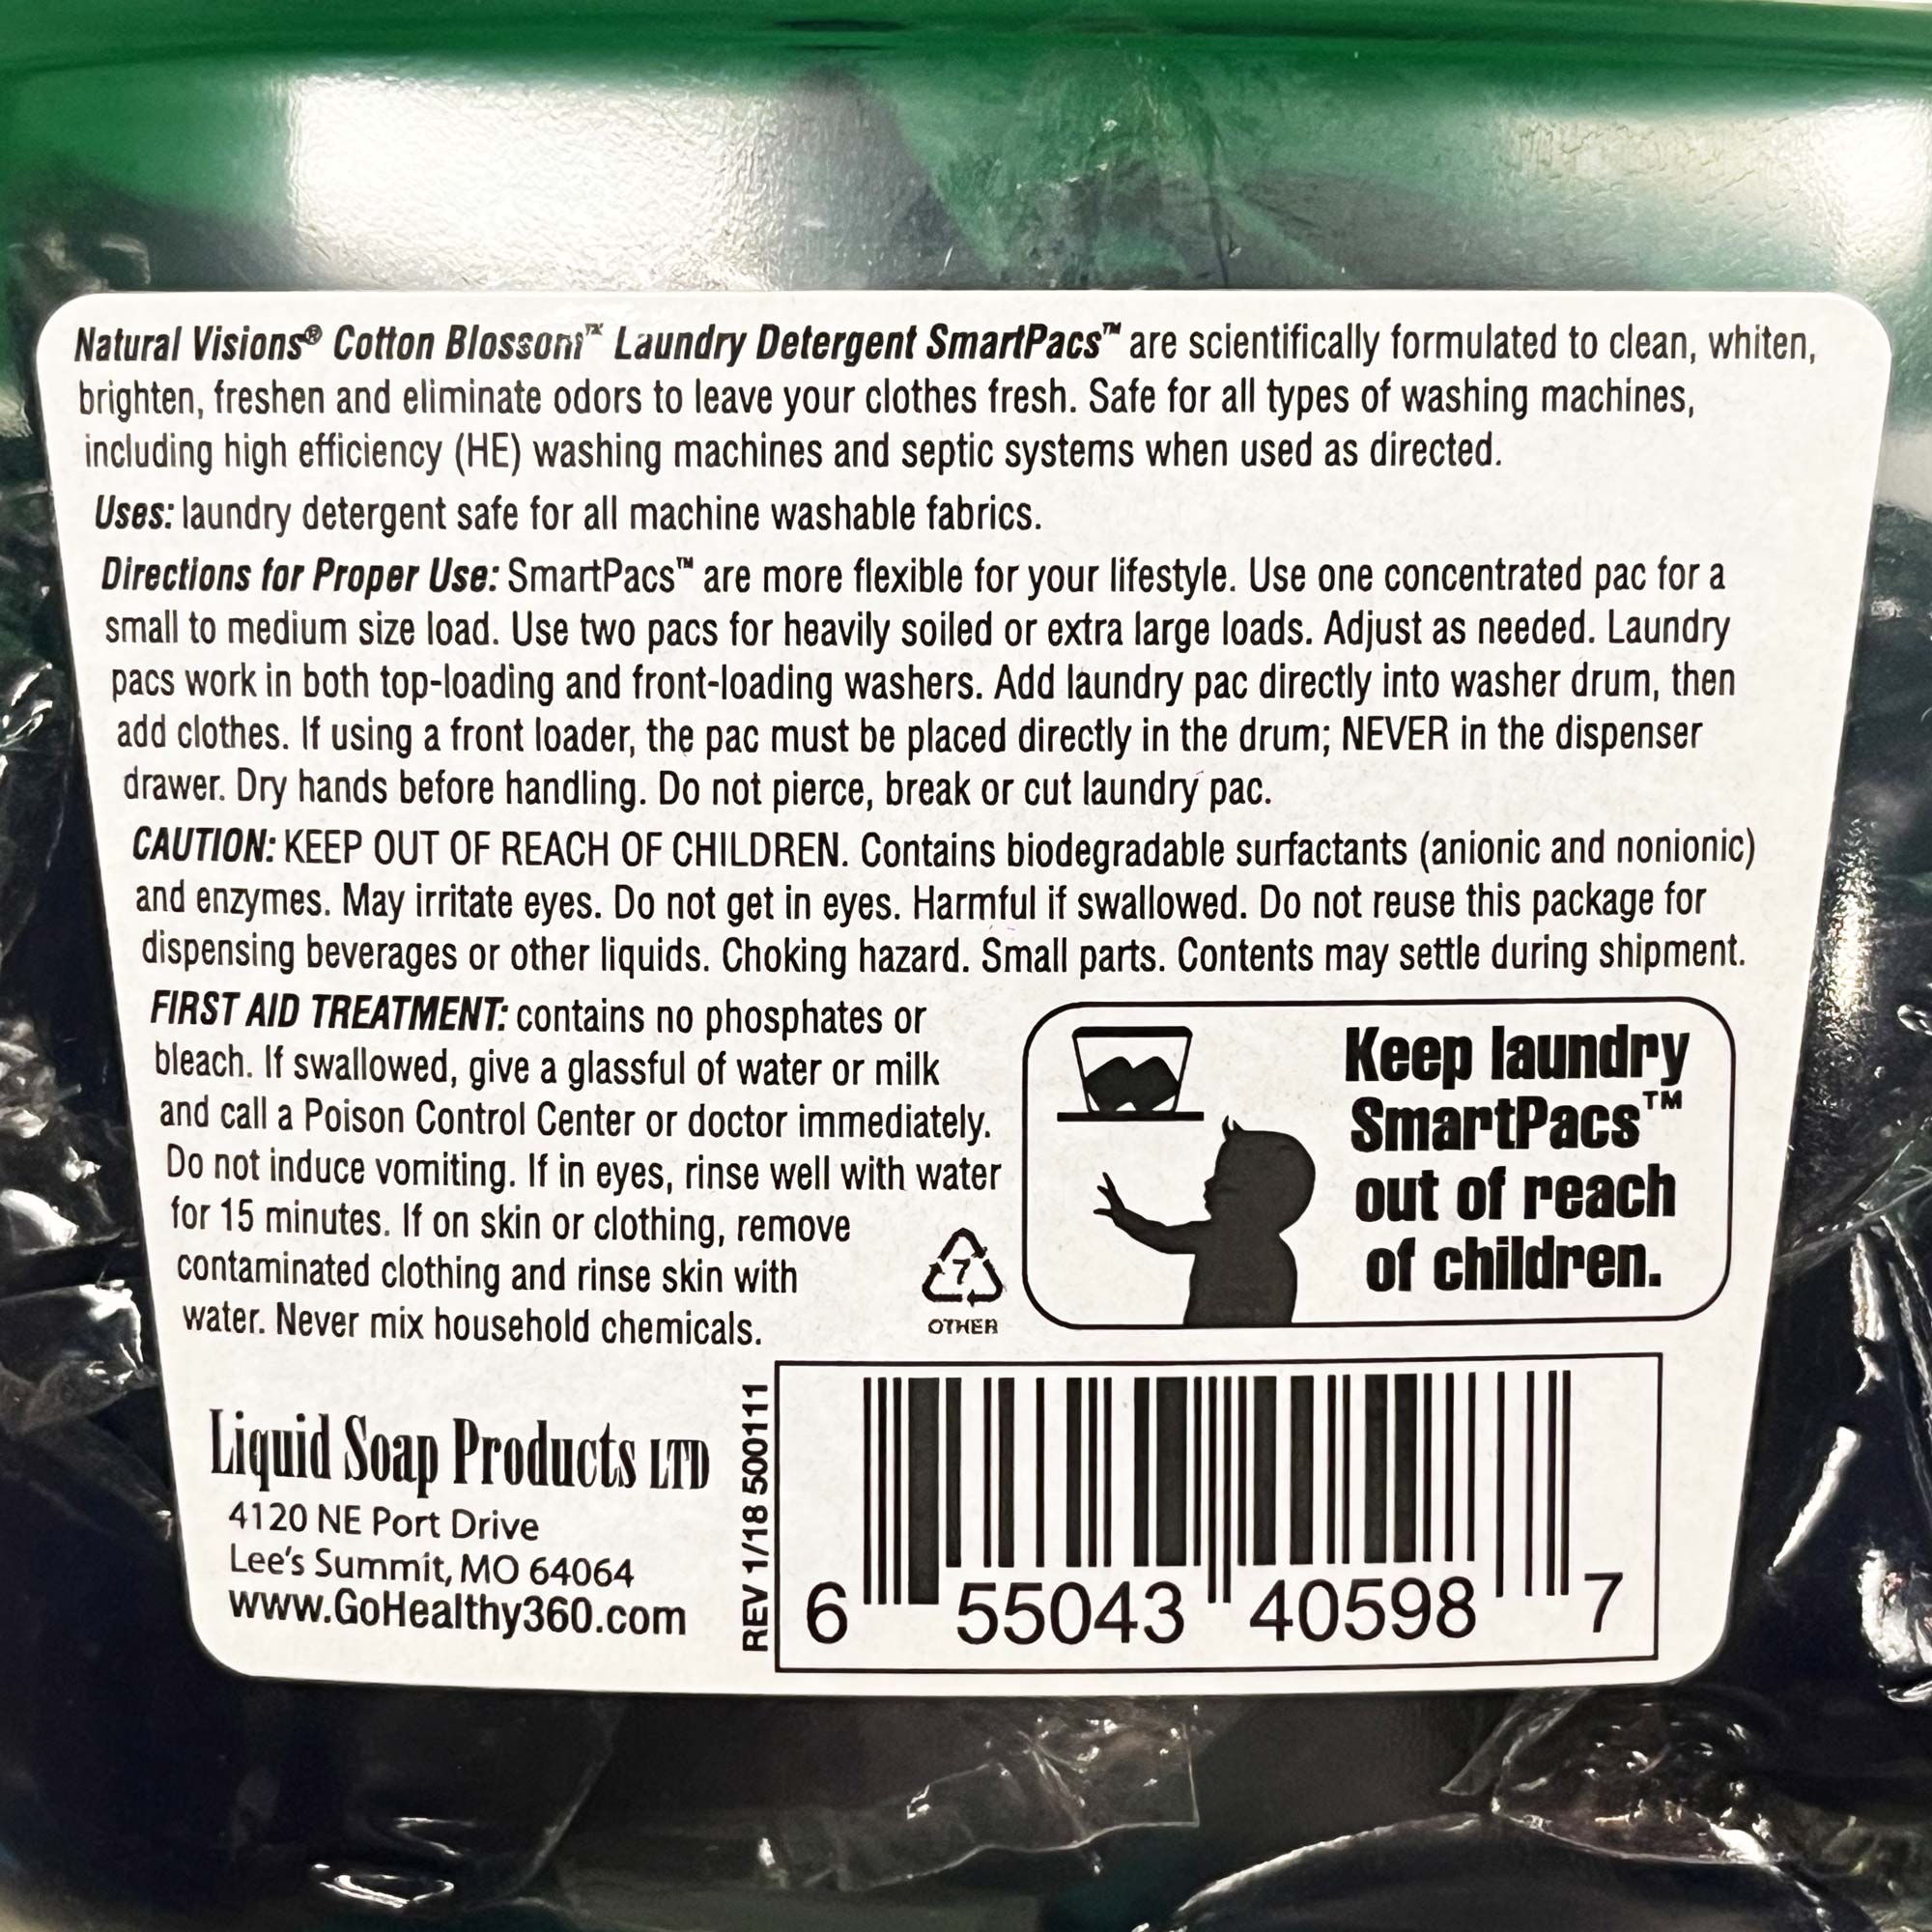 Natural Visions® Cotton Blossom™ Laundry Detergent SmartPacs™ are scientifically formulated to clean, whiten,
brighten, freshen and eliminate odors to leave your clothes fresh. Safe for all types of washing machines,
including high efficiency (HE) washing machines and septic systems when used as directed.
Uses: laundry detergent safe for all machine washable fabrics.
Directions for Proper Use: SmartPacs™ are more flexible for your lifestyle. Use one concentrated pac for a
small to medium size load. Use two pacs for heavily soiled or extra large loads. Adjust as needed. Laundry
pacs work in both top-loading and front-loading washers. Add laundry pac directly into washer drum, then
add clothes. If using a front loader, the pac must be placed directly in the drum; NEVER in the dispenser
drawer. Dry hands before handling. Do not pierce, break or cut laundry pac.
CAUTION: KEEP OUT OF REACH OF CHILDREN. Contains biodegradable surfactants (anionic and nonionic)
and enzymes. May irritate eyes. Do not get in eyes. Harmful if swallowed. Do not reuse this package for
dispensing beverages or other liquids. Choking hazard. Small parts. Contents may settle during shipment.
FIRST AID TREATMENT: contains no phosphates or
bleach. If swallowed, give a glassful of water or milk
and call a Poison Control Center or doctor immediately.
Do not induce vomiting. If in eyes, rinse well with water
for 15 minutes. If on skin or clothing, remove
contaminated clothing and rinse skin with
water. Never mix household chemicals.
7
OTHER
Keep laundry
SmartPacs™
out of reach
of children.
Liquid Soap Products LTD
4120 NE Port Drive
Lee's Summit, MO 64064
www.GoHealthy360.com
REV 1/18 500111
6 55043 40598 7